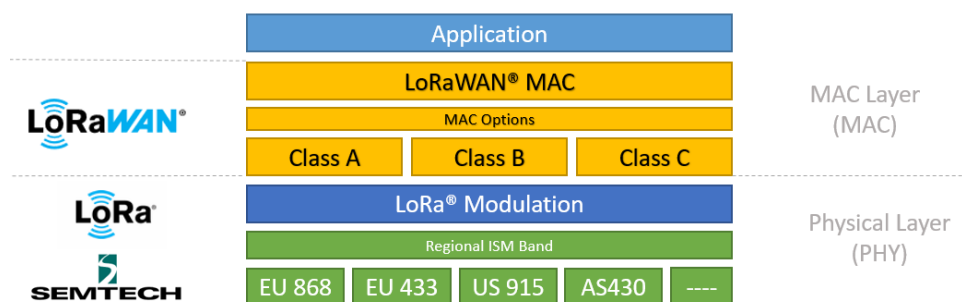 Application
LoRaWAN® MAC
LoRaWAN®
MAC Layer
(MAC)
MAC Options
Class A Class B Class C
LoRa® Modulation
LoRa®
Physical Layer
(PHY)
Regional ISM Band
SEMTECH
EU 868 EU 433 US 915 AS430 ----